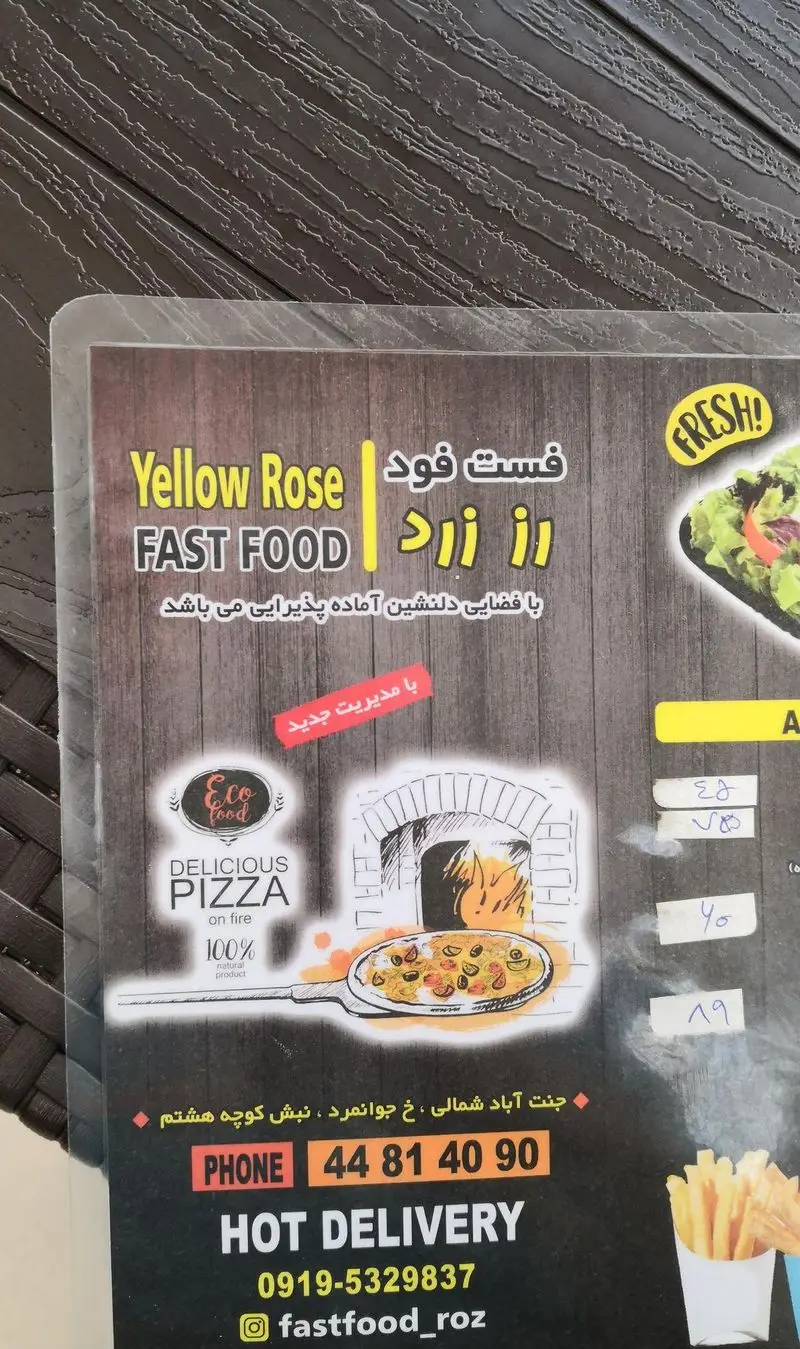 Yellow Rose
FAST FOOD
فست فود
رز زرد
با فضایی دلنشین آماده پذیرایی می باشد
با مدیریت جدید
Eco
food
DELICIOUS
PIZZA
on fire
100%
natural
product
جنت آباد شمالی ، خ جوانمرد ، نبش کوچه هشتم
PHONE 44 81 40 90
HOT DELIVERY
0919-5329837
fastfood_roz
FRESH!
A
۶۰
۸۹